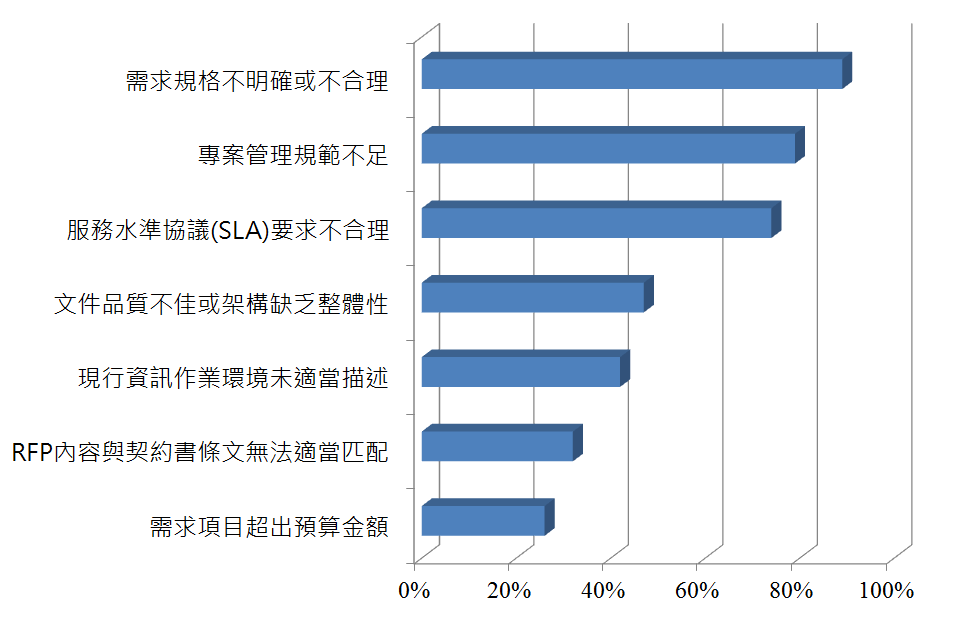 需求規格不明確或不合理
專案管理規範不足
服務水準協議(SLA)要求不合理
文件品質不佳或架構缺乏整體性
現行資訊作業環境未適當描述
RFP內容與契約書條文無法適當匹配
需求項目超出預算金額
0% 20% 40% 60% 80% 100%